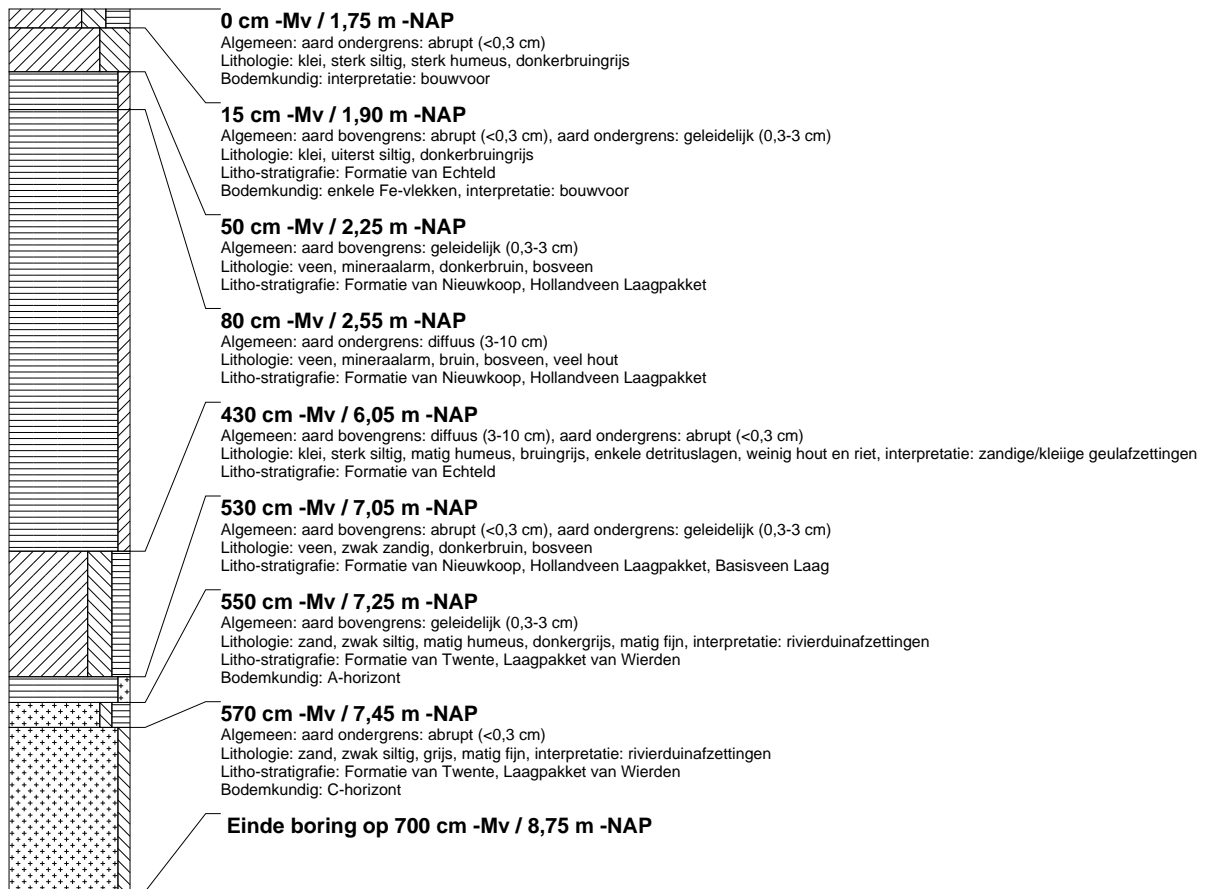 0 cm -Mv / 1,75 m -NAP
Algemeen: aard ondergrens: abrupt (<0,3 cm)
Lithologie: klei, sterk siltig, sterk humeus, donkerbruingrijs
Bodemkundig: interpretatie: bouwvoor
15 cm -Mv / 1,90 m -NAP
Algemeen: aard bovengrens: abrupt (<0,3 cm), aard ondergrens: geleidelijk (0,3-3 cm)
Lithologie: klei, uiterst siltig, donkerbruingrijs
Litho-stratigrafie: Formatie van Echteld
Bodemkundig: enkele Fe-vlekken, interpretatie: bouwvoor
50 cm -Mv / 2,25 m -NAP
Algemeen: aard bovengrens: geleidelijk (0,3-3 cm)
Lithologie: veen, mineraalarm, donkerbruin, bosveen
Litho-stratigrafie: Formatie van Nieuwkoop, Hollandveen Laagpakket
80 cm -Mv / 2,55 m -NAP
Algemeen: aard ondergrens: diffuus (3-10 cm)
Lithologie: veen, mineraalarm, bruin, bosveen, veel hout
Litho-stratigrafie: Formatie van Nieuwkoop, Hollandveen Laagpakket
430 cm -Mv / 6,05 m -NAP
Algemeen: aard bovengrens: diffuus (3-10 cm), aard ondergrens: abrupt (<0,3 cm)
Lithologie: klei, sterk siltig, matig humeus, bruingrijs, enkele detrituslagen, weinig hout en riet, interpretatie: zandige/kleiige geulafzettingen
Litho-stratigrafie: Formatie van Echteld
530 cm -Mv / 7,05 m -NAP
Algemeen: aard bovengrens: abrupt (<0,3 cm), aard ondergrens: geleidelijk (0,3-3 cm)
Lithologie: veen, zwak zandig, donkerbruin, bosveen
Litho-stratigrafie: Formatie van Nieuwkoop, Hollandveen Laagpakket, Basisveen Laag
550 cm -Mv / 7,25 m -NAP
Algemeen: aard bovengrens: geleidelijk (0,3-3 cm)
Lithologie: zand, zwak siltig, matig humeus, donkergrijs, matig fijn, interpretatie: rivierduinafzettingen
Litho-stratigrafie: Formatie van Twente, Laagpakket van Wierden
Bodemkundig: A-horizont
570 cm -Mv / 7,45 m -NAP
Algemeen: aard ondergrens: abrupt (<0,3 cm)
Lithologie: zand, zwak siltig, grijs, matig fijn, interpretatie: rivierduinafzettingen
Litho-stratigrafie: Formatie van Twente, Laagpakket van Wierden
Bodemkundig: C-horizont
Einde boring op 700 cm -Mv / 8,75 m -NAP